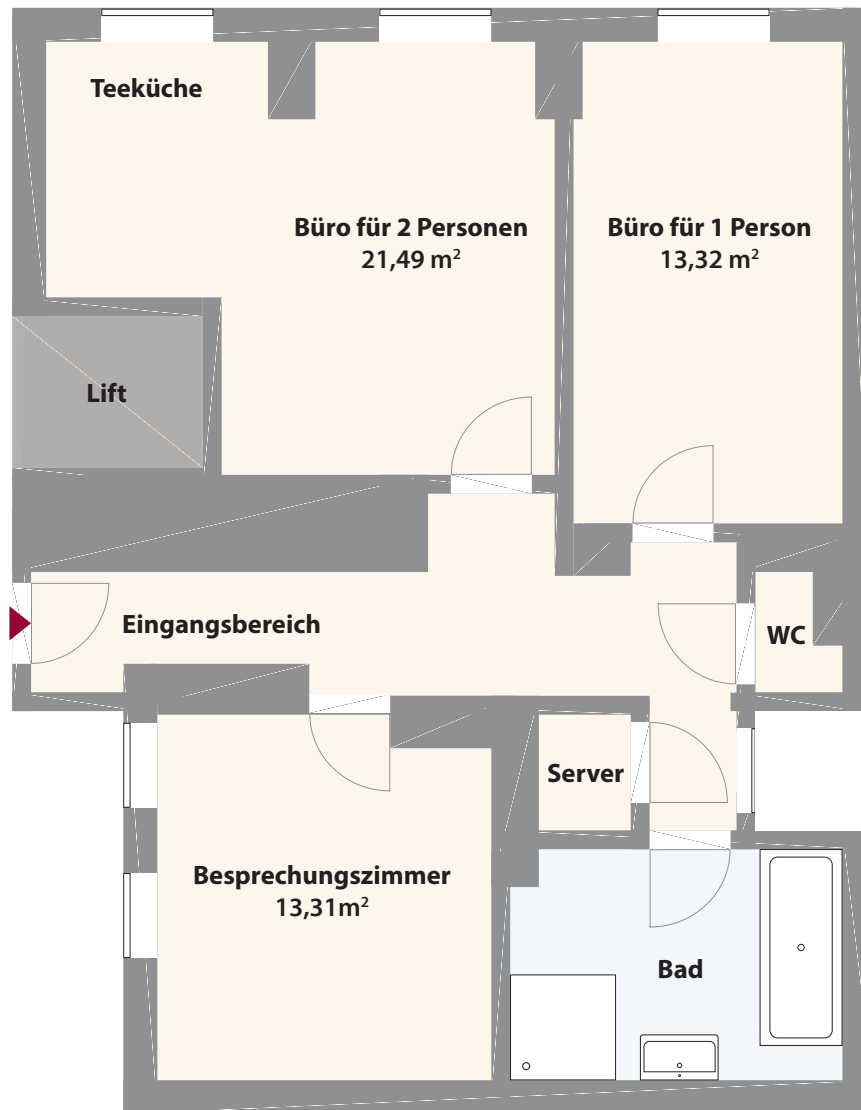 Teeküche
Büro für 2 Personen
21,49 m²
Büro für 1 Person
13,32 m²
Lift
Eingangsbereich
WC
Server
Besprechungszimmer
13,31m²
Bad